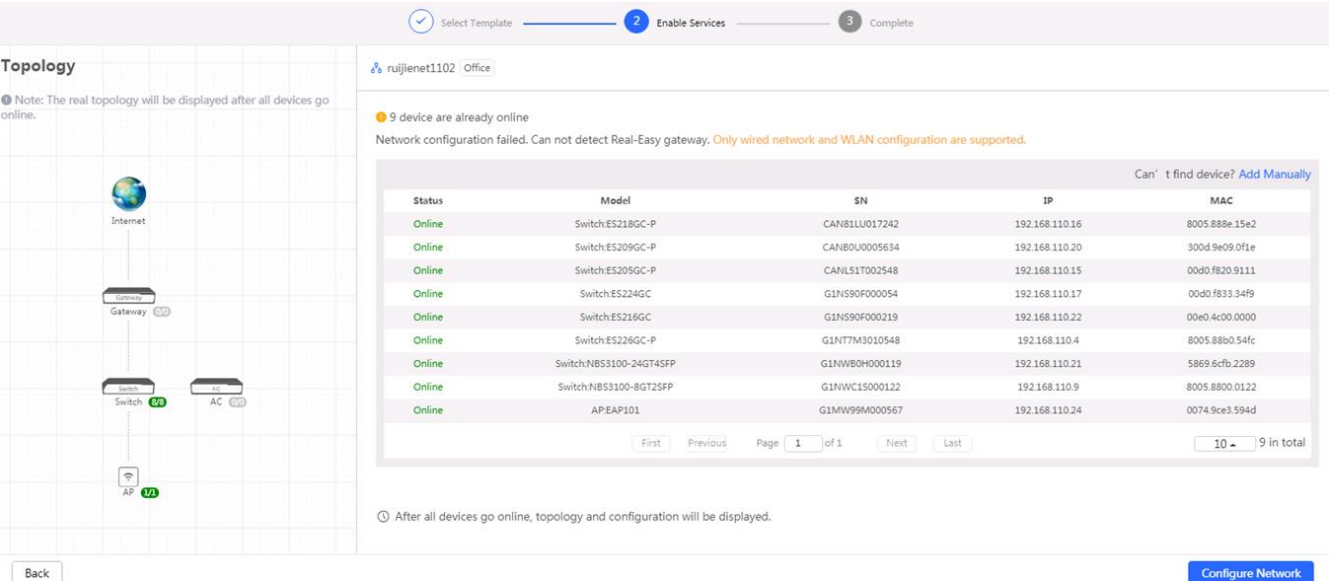 Select Template
2
Enable Services
3
Complete
Topology
Note: The real topology will be displayed after all devices go
online.
Internet
Gateway
Gateway 0/0
Switch
Switch 8/8
AC
AC 0/0
AP 1/1
ruijienet1102 Office
9 device are already online
Network configuration failed. Can not detect Real-Easy gateway. Only wired network and WLAN configuration are supported.
Can' t find device? Add Manually
Status Model SN IP MAC
Online Switch:ES218GC-P CAN81LU017242 192.168.110.16 8005.888e.15e2
Online Switch:ES209GC-P CANB0U0005634 192.168.110.20 300d.9e09.0f1e
Online Switch:ES205GC-P CANL51T002548 192.168.110.15 00d0.f820.9111
Online Switch:ES224GC G1NS90F000054 192.168.110.17 00d0.f833.34f9
Online Switch:ES216GC G1NS90F000219 192.168.110.22 00e0.4c00.0000
Online Switch:ES226GC-P G1NT7M3010548 192.168.110.4 8005.88b0.54fc
Online Switch:NBS3100-24GT4SFP G1NWB0H000119 192.168.110.21 5869.6cfb.2289
Online Switch:NBS3100-8GT2SFP G1NWC1S000122 192.168.110.9 8005.8800.0122
Online AP:EAP101 G1MW99M000567 192.168.110.24 0074.9ce3.594d
First Previous Page 1 of 1 Next Last 10 9 in total
After all devices go online, topology and configuration will be displayed.
Back
Configure Network